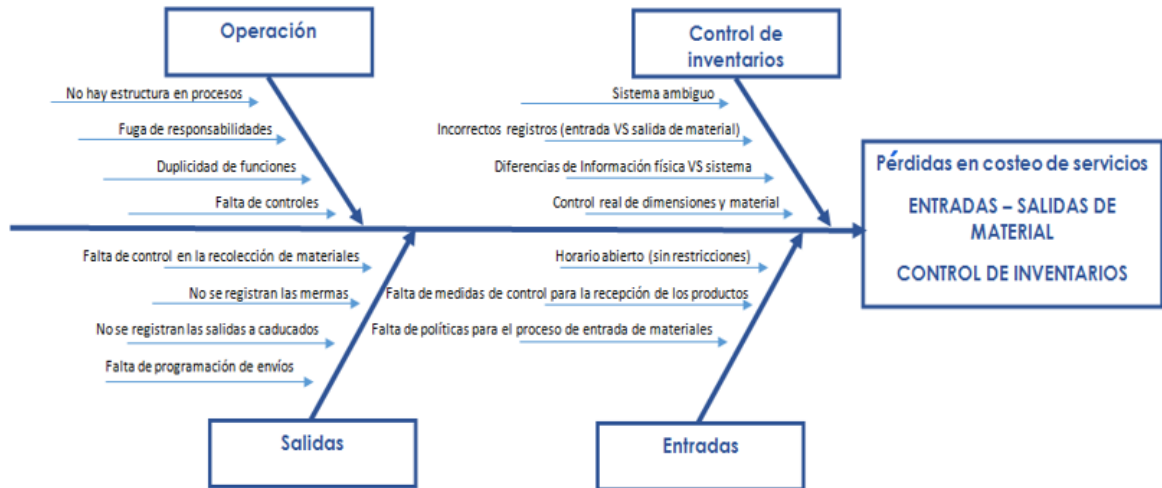 Operación
No hay estructura en procesos
Fuga de responsabilidades
Duplicidad de funciones
Falta de controles
Control de
inventarios
Sistema ambiguo
Incorrectos registros (entrada VS salida de material)
Diferencias de Información física VS sistema
Control real de dimensiones y material
Pérdidas en costeo de servicios
ENTRADAS – SALIDAS DE
MATERIAL
CONTROL DE INVENTARIOS
Falta de control en la recolección de materiales
No se registran las mermas
No se registran las salidas a caducados
Falta de programación de envíos
Salidas
Horario abierto (sin restricciones)
Falta de medidas de control para la recepción de los productos
Falta de políticas para el proceso de entrada de materiales
Entradas